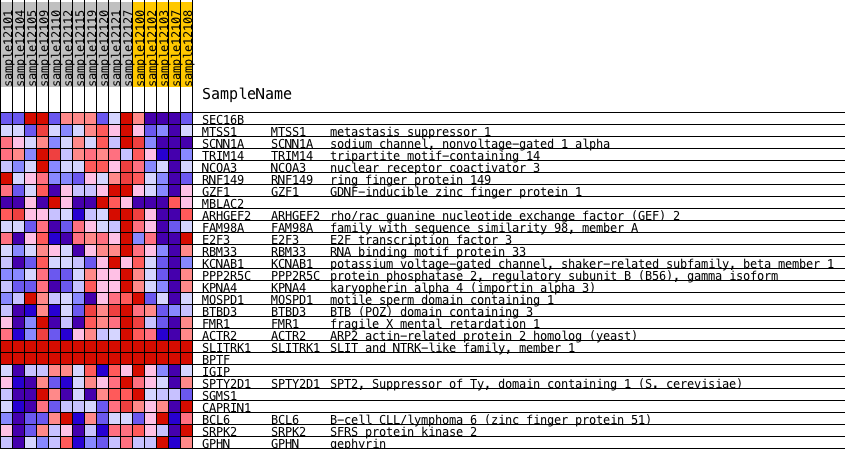 sample12101
sample12104
sample12105
sample12109
sample12110
sample12112
sample12115
sample12119
sample12120
sample12121
sample12127
sample12100
sample12102
sample12103
sample12107
sample12108
SampleName
SEC16B
MTSS1 MTSS1 metastasis suppressor 1
SCNN1A SCNN1A sodium channel, nonvoltage-gated 1 alpha
TRIM14 TRIM14 tripartite motif-containing 14
NCOA3 NCOA3 nuclear receptor coactivator 3
RNF149 RNF149 ring finger protein 149
GZF1 GZF1 GDNF-inducible zinc finger protein 1
MBLAC2
ARHGEF2 ARHGEF2 rho/rac guanine nucleotide exchange factor (GEF) 2
FAM98A FAM98A family with sequence similarity 98, member A
E2F3 E2F3 E2F transcription factor 3
RBM33 RBM33 RNA binding motif protein 33
KCNAB1 KCNAB1 potassium voltage-gated channel, shaker-related subfamily, beta member 1
PPP2R5C PPP2R5C protein phosphatase 2, regulatory subunit B (B56), gamma isoform
KPNA4 KPNA4 karyopherin alpha 4 (importin alpha 3)
MOSPD1 MOSPD1 motile sperm domain containing 1
BTBD3 BTBD3 BTB (POZ) domain containing 3
FMR1 FMR1 fragile X mental retardation 1
ACTR2 ACTR2 ARP2 actin-related protein 2 homolog (yeast)
SLITRK1 SLITRK1 SLIT and NTRK-like family, member 1
BPTF
IGIP
SPTY2D1 SPTY2D1 SPT2, Suppressor of Ty, domain containing 1 (S. cerevisiae)
SGMS1
CAPRIN1
BCL6 BCL6 B-cell CLL/lymphoma 6 (zinc finger protein 51)
SRPK2 SRPK2 SFRS protein kinase 2
GPHN GPHN gephyrin